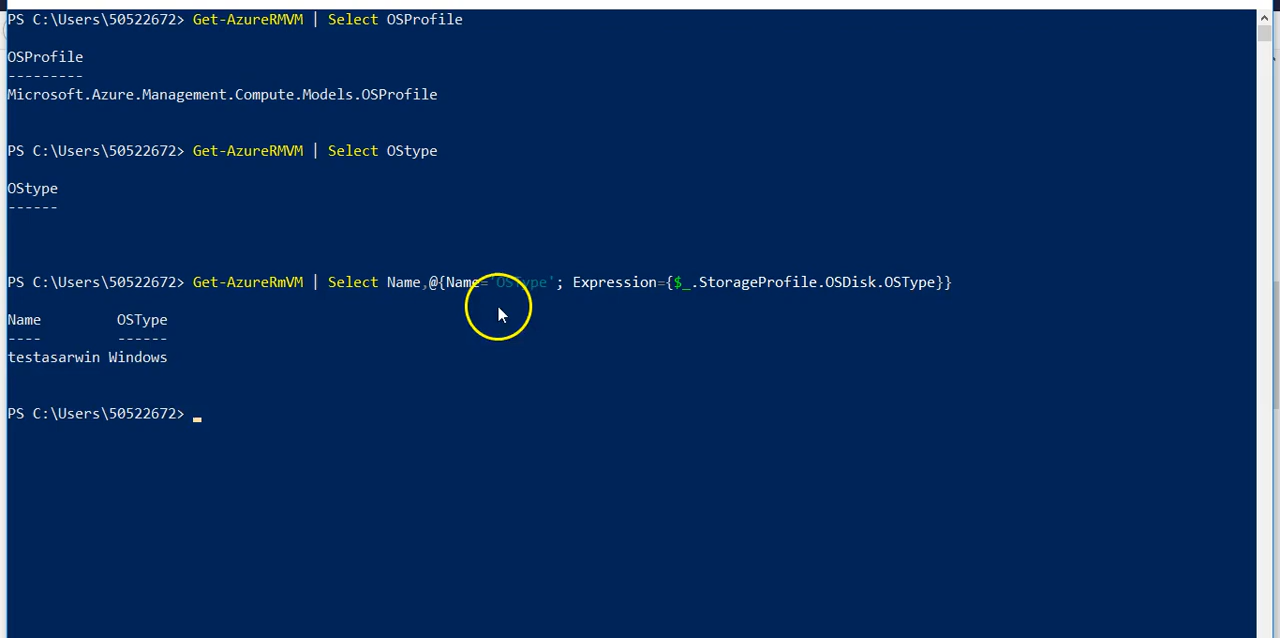 PS C:\Users\50522672> Get-AzureRMVM | Select OSProfile
OSProfile
---------
Microsoft.Azure.Management.Compute.Models.OSProfile
PS C:\Users\50522672> Get-AzureRMVM | Select OStype
OStype
------
PS C:\Users\50522672> Get-AzureRmVM | Select Name,@{Name='OSType'; Expression={$_.StorageProfile.OSDisk.OSType}}
Name         OSType
----         ------
testasarwin Windows
PS C:\Users\50522672>